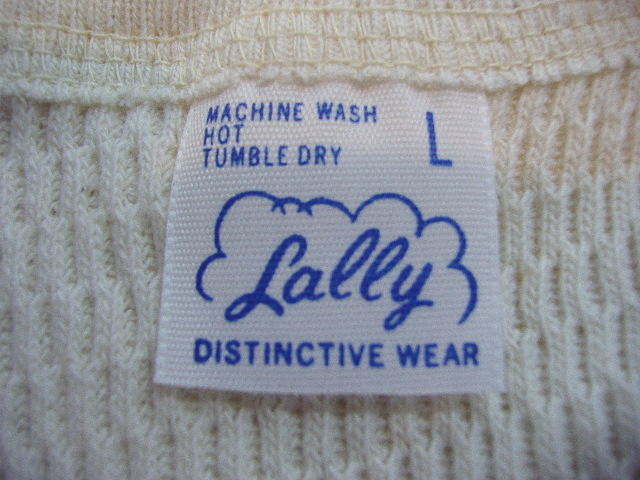 MACHINE WASH
HOT
TUMBLE DRY
L
Lally
DISTINCTIVE WEAR